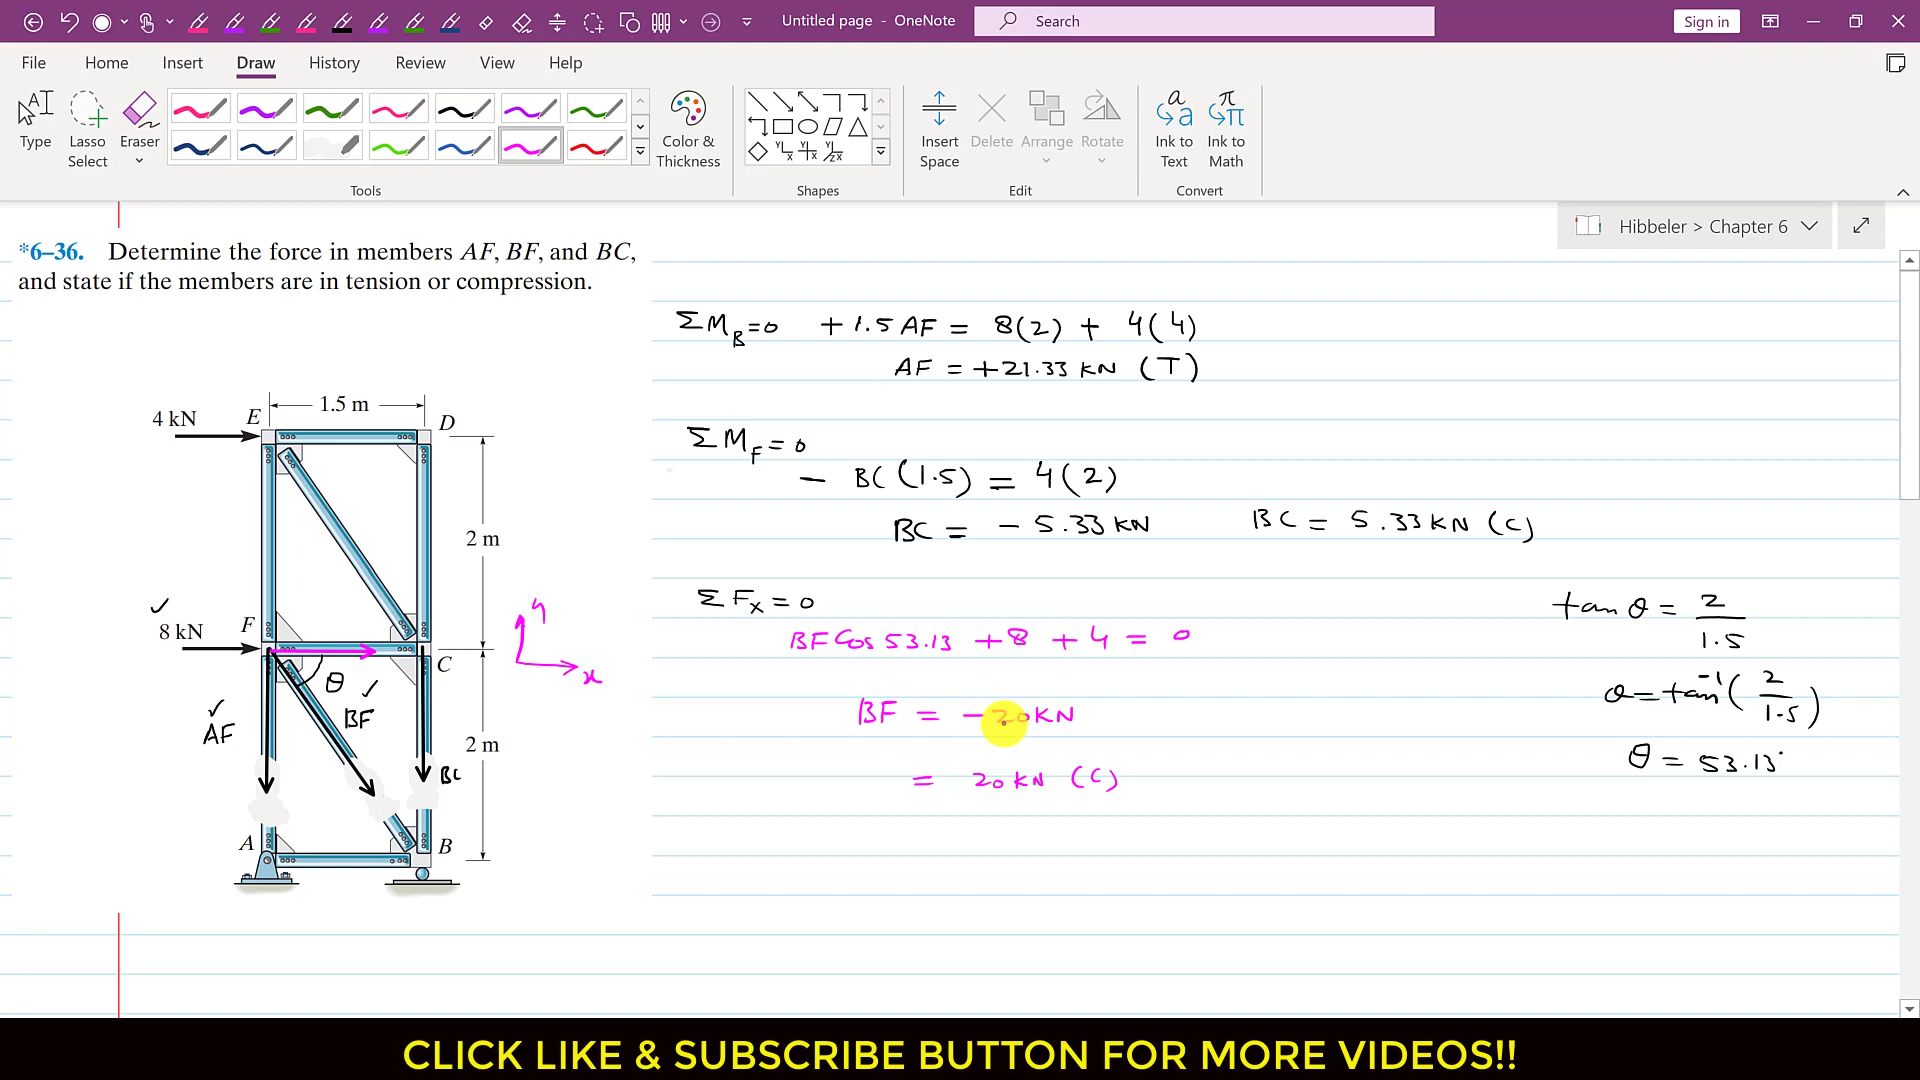 Untitled page - OneNote
Search
Sign in
File Home Insert Draw History Review View Help
Type
Lasso Select
Eraser
Color & Thickness
Insert Space
Delete
Arrange
Rotate
Ink to Text
Ink to Math
Tools
Shapes
Edit
Convert
Hibbeler > Chapter 6
*6–36. Determine the force in members AF, BF, and BC,
and state if the members are in tension or compression.
4 kN
E
1.5 m
D
2 m
8 kN
F
C
θ
AF
BF
BC
2 m
A
B
y
x
ΣM_B=0 +1.5 AF = 8(2) + 4(4)
AF = +21.33 KN (T)
ΣM_F=0
- BC(1.5) = 4(2)
BC = -5.33 KN BC = 5.33 KN (C)
ΣF_x=0
BF Cos 53.13 +8 +4 = 0
BF = -20KN
= 20KN (C)
tan θ = 2/1.5
θ = tan⁻¹(2/1.5)
θ = 53.13°
CLICK LIKE & SUBSCRIBE BUTTON FOR MORE VIDEOS!!